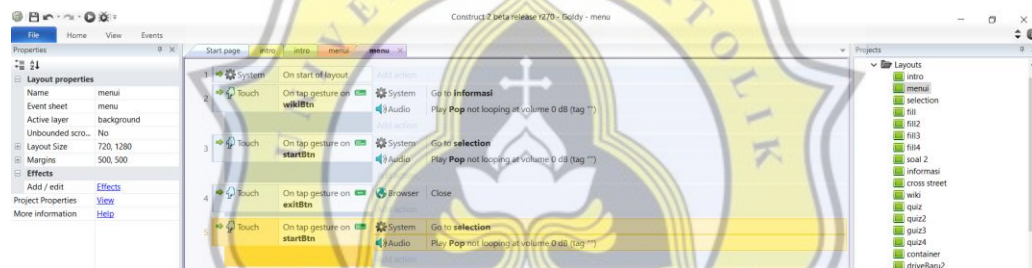 Construct 2 beta release r270 - Goldy - menu
File Home View Events
Properties
Layout properties
Name menui
Event sheet menu
Active layer background
Unbounded scro... No
Layout Size 720, 1280
Margins 500, 500
Effects
Add / edit Effects
Project Properties View
More information Help
Start page intro intro menui menu
1 System On start of layout Add action
2 Touch On tap gesture on wikiBtn System Go to informasi
Audio Play Pop not looping at volume 0 dB (tag "")
Add action
3 Touch On tap gesture on startBtn System Go to selection
Audio Play Pop not looping at volume 0 dB (tag "")
4 Touch On tap gesture on exitBtn Browser Close
5 Touch On tap gesture on startBtn System Go to selection
Audio Play Pop not looping at volume 0 dB (tag "")
Add action
Projects
Layouts
intro
menui
selection
fill
fill2
fill3
fill4
soal 2
informasi
cross street
wiki
quiz
quiz2
quiz3
quiz4
container
driveBaru2